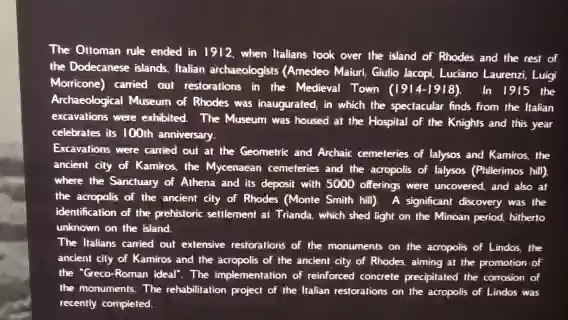 The Ottoman rule ended in 1912, when Italians took over the island of Rhodes and the rest of
the Dodecanese islands. Italian archaeologists (Amedeo Maiuri, Giulio Jacopi, Luciano Laurenzi, Luigi
Morricone) carried out restorations in the Medieval Town (1914-1918). In 1915 the
Archaeological Museum of Rhodes was inaugurated, in which the spectacular finds from the Italian
excavations were exhibited. The Museum was housed at the Hospital of the Knights and this year
celebrates its 100th anniversary.
Excavations were carried out at the Geometric and Archaic cemeteries of Ialysos and Kamiros, the
ancient city of Kamiros, the Mycenaean cemeteries and the acropolis of Ialysos (Philerimos hill),
where the Sanctuary of Athena and its deposit with 5000 offerings were uncovered, and also at
the acropolis of the ancient city of Rhodes (Monte Smith hill). A significant discovery was the
identification of the prehistoric settlement at Trianda, which shed light on the Minoan period, hitherto
unknown on the island.
The Italians carried out extensive restorations of the monuments on the acropolis of Lindos, the
ancient city of Kamiros and the acropolis of the ancient city of Rhodes, aiming at the promotion of
the "Greco-Roman ideal". The implementation of reinforced concrete precipitated the corrosion of
the monuments. The rehabilitation project of the Italian restorations on the acropolis of Lindos was
recently completed.